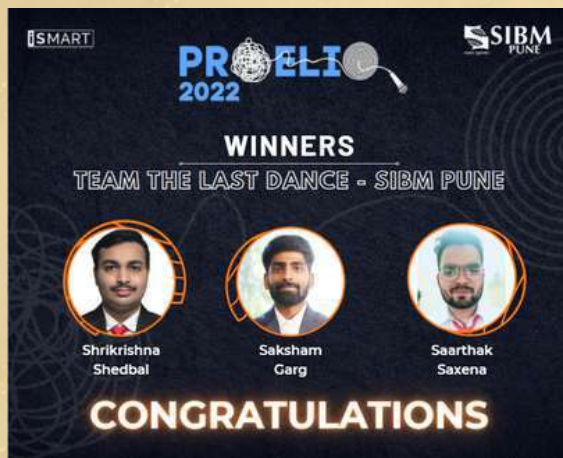 iSMART
SIBM
PUNE
PROELIO
2022
WINNERS
TEAM THE LAST DANCE - SIBM PUNE
Shrikrishna
Shedbal
Saksham
Garg
Saarthak
Saxena
CONGRATULATIONS